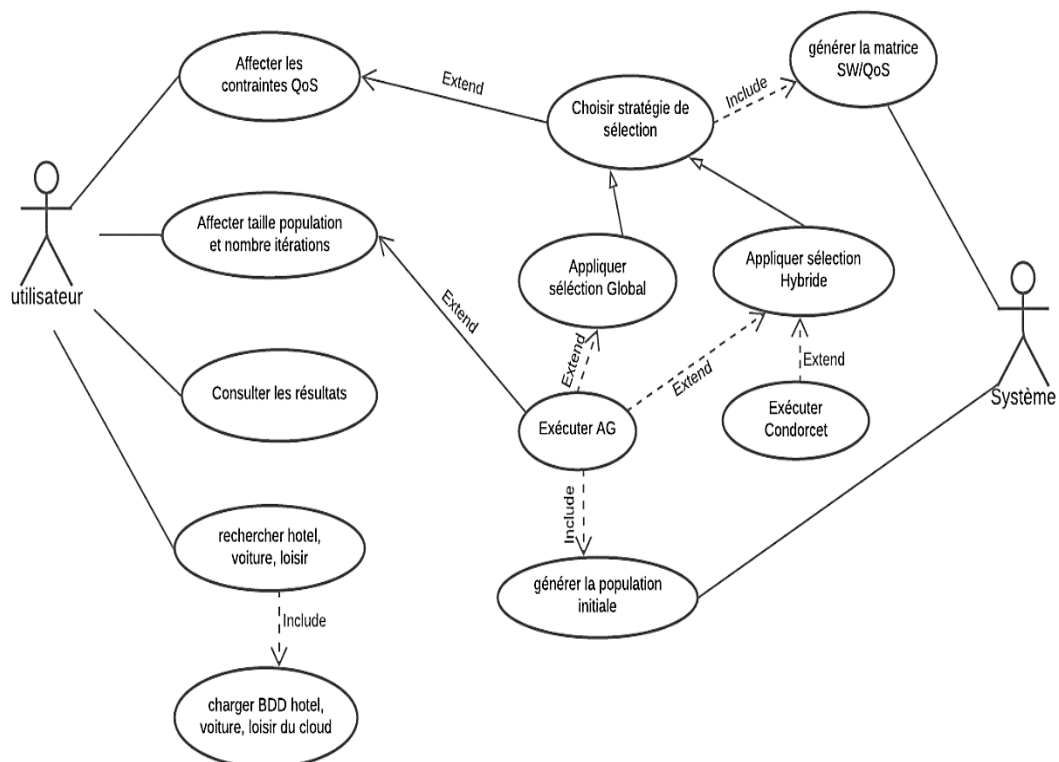 Affecter les
contraintes QoS
Extend
Choisir stratégie de
sélection
Include
générer la matrice
SW/QoS
utilisateur
Affecter taille population
et nombre itérations
Extend
Appliquer
séléction Global
Appliquer sélection
Hybride
Extend
Extend
Extend
Système
Consulter les résultats
Exécuter AG
Exécuter
Condorcet
Include
rechercher hotel,
voiture, loisir
générer la population
initiale
Include
charger BDD hotel,
voiture, loisir du cloud